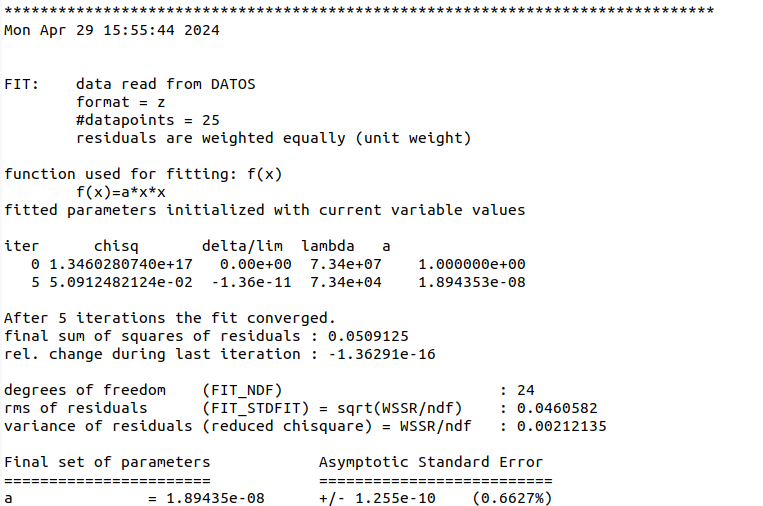 *******************************************************************************
Mon Apr 29 15:55:44 2024
FIT:    data read from DATOS
        format = z
        #datapoints = 25
        residuals are weighted equally (unit weight)
function used for fitting: f(x)
        f(x)=a*x*x
fitted parameters initialized with current variable values
iter      chisq       delta/lim  lambda   a
   0 1.3460280740e+17   0.00e+00  7.34e+07    1.000000e+00
   5 5.0912482124e-02  -1.36e-11  7.34e+04    1.894353e-08
After 5 iterations the fit converged.
final sum of squares of residuals : 0.0509125
rel. change during last iteration : -1.36291e-16
degrees of freedom    (FIT_NDF)                        : 24
rms of residuals      (FIT_STDFIT) = sqrt(WSSR/ndf)    : 0.0460582
variance of residuals (reduced chisquare) = WSSR/ndf   : 0.00212135
Final set of parameters            Asymptotic Standard Error
=======================            ==========================
a               = 1.89435e-08      +/- 1.255e-10    (0.6627%)